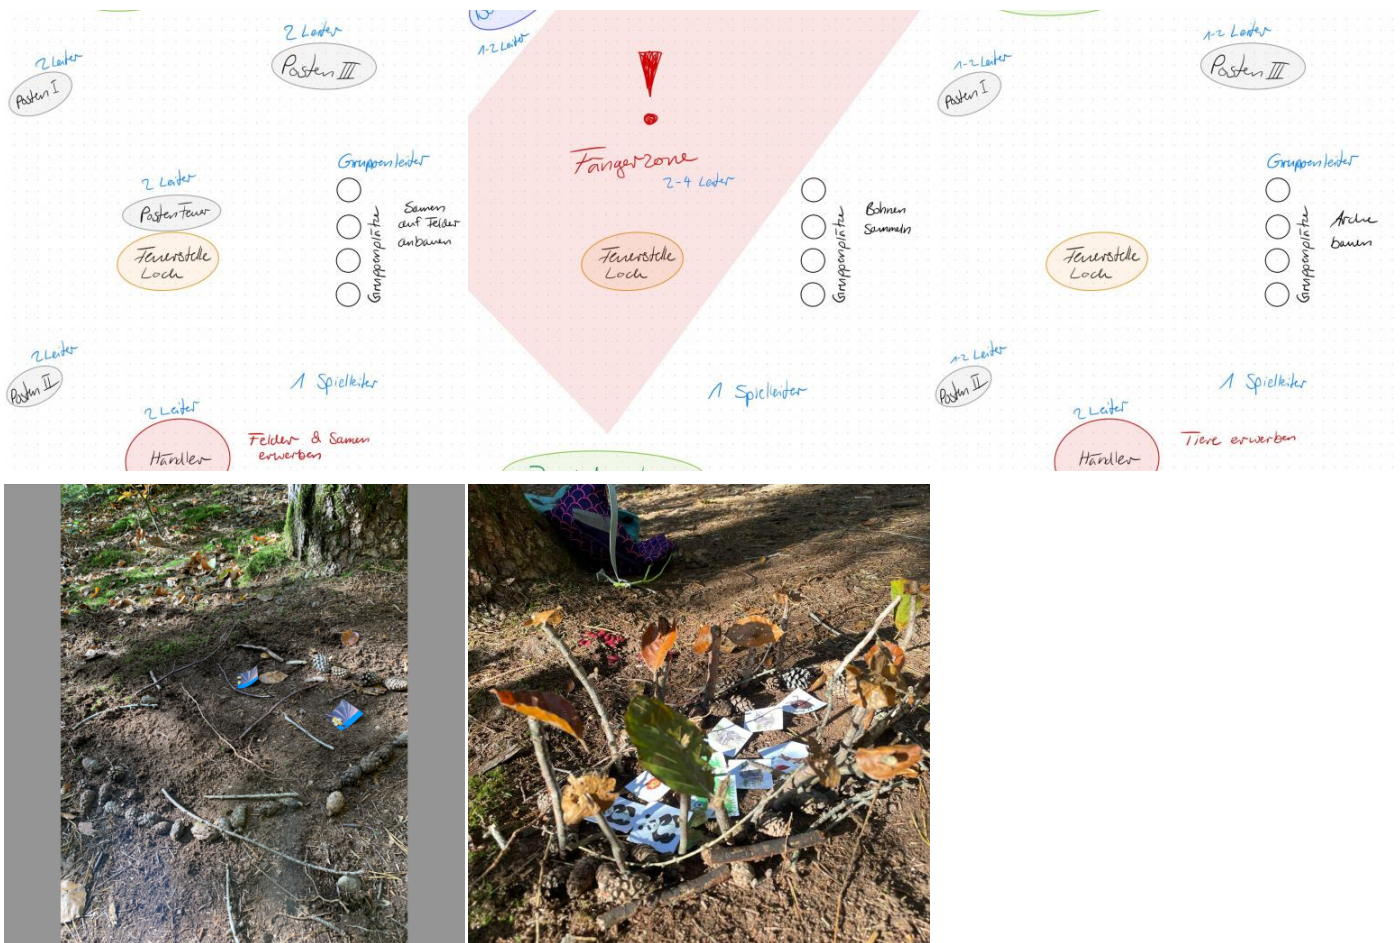 2 Leiter
Posten III
2 Leiter
Posten I
Gruppenleiter
2 Leiter
Posten Feuer
Feuerstelle
Loch
Gruppenplätze
Samen
auf Felder
anbauen
2 Leiter
Posten II
1 Spielleiter
2 Leiter
Händler
Felder & Samen
erwerben
1-2 Leiter
Fängerzone
2-4 Leiter
Feuerstelle
Loch
Gruppenplätze
Bohnen
Sammeln
1 Spielleiter
1-2 Leiter
Posten III
1-2 Leiter
Posten I
Gruppenleiter
Feuerstelle
Loch
Gruppenplätze
Arche
bauen
1-2 Leiter
Posten II
1 Spielleiter
2 Leiter
Händler
Tiere erwerben